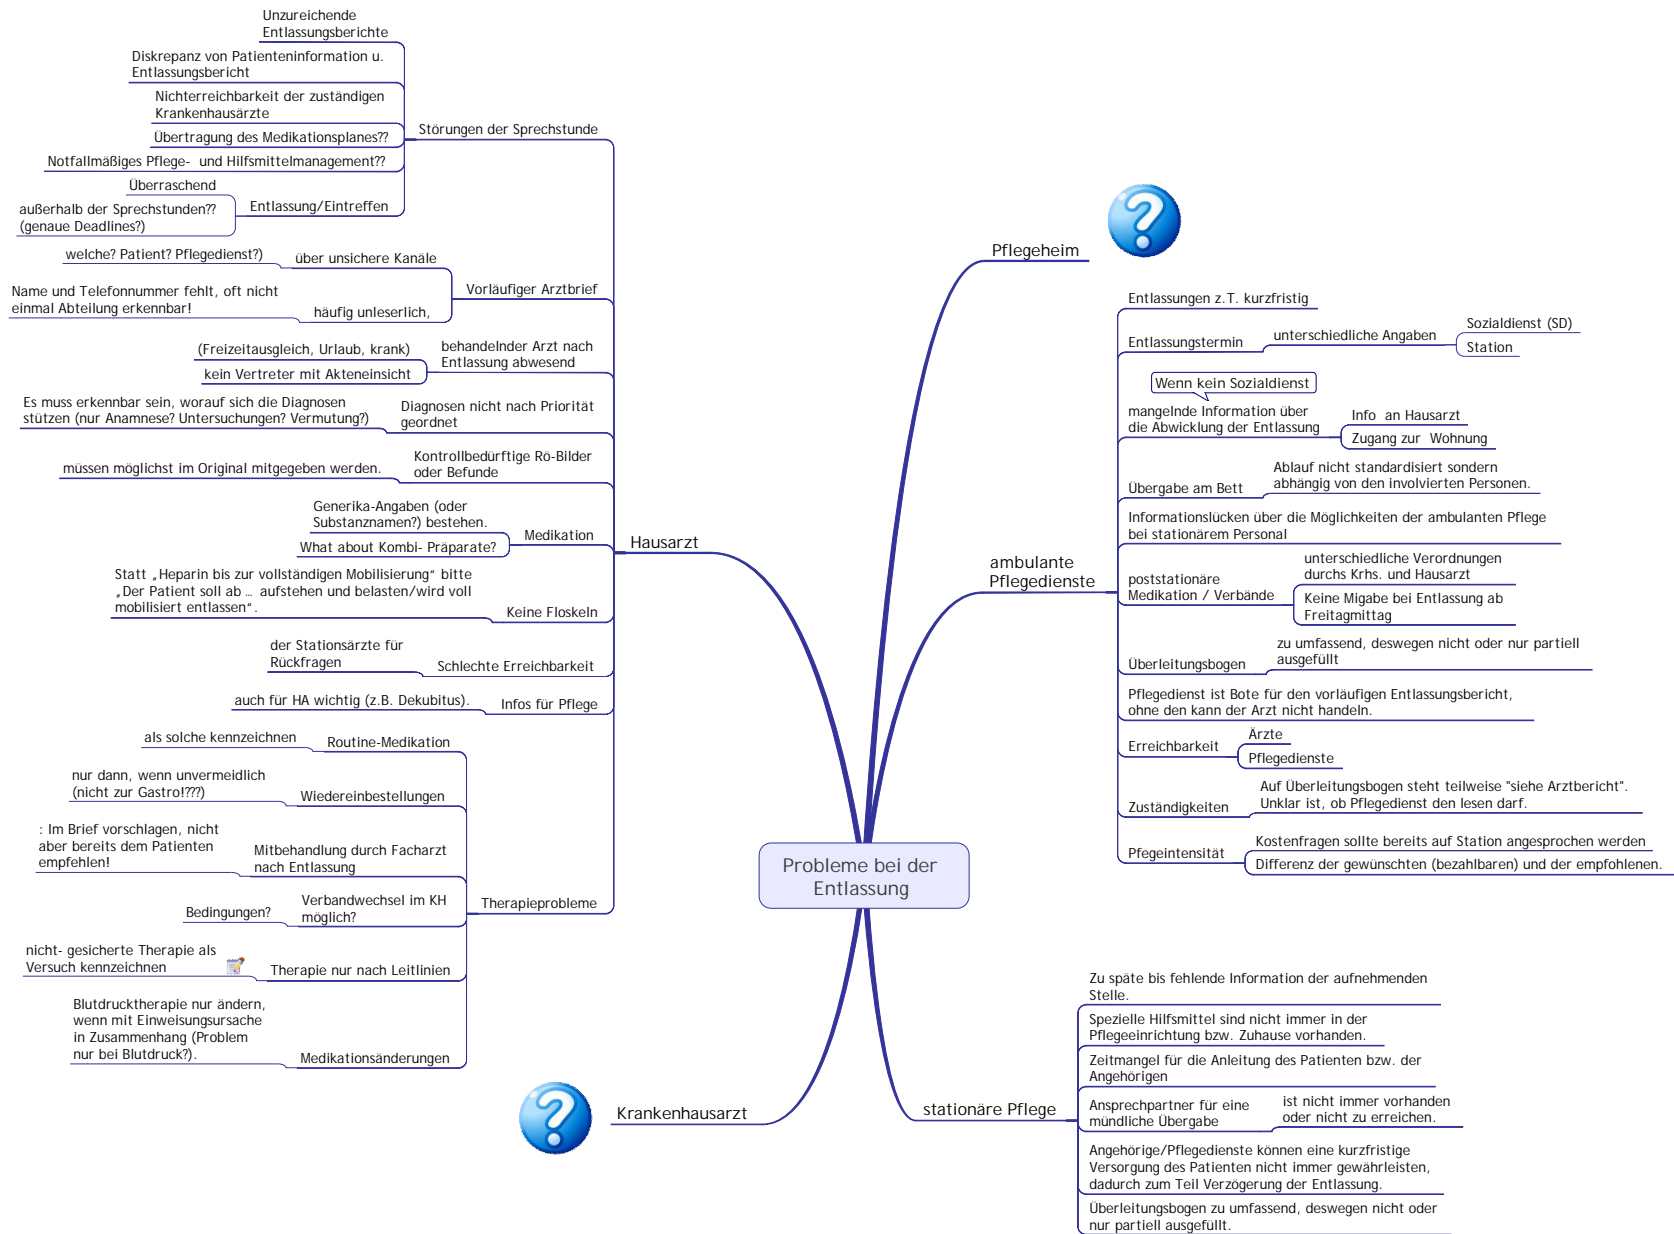 Probleme bei der
Entlassung
Hausarzt
Störungen der Sprechstunde
Unzureichende
Entlassungsberichte
Diskrepanz von Patienteninformation u.
Entlassungsbericht
Nichterreichbarkeit der zuständigen
Krankenhausärzte
Übertragung des Medikationsplanes??
Notfallmäßiges Pflege- und Hilfsmittelmanagement??
Entlassung/Eintreffen
Überraschend
außerhalb der Sprechstunden??
(genaue Deadlines?)
Vorläufiger Arztbrief
über unsichere Kanäle
welche? Patient? Pflegedienst?)
häufig unleserlich,
Name und Telefonnummer fehlt, oft nicht
einmal Abteilung erkennbar!
behandelnder Arzt nach
Entlassung abwesend
(Freizeitausgleich, Urlaub, krank)
kein Vertreter mit Akteneinsicht
Diagnosen nicht nach Priorität
geordnet
Es muss erkennbar sein, worauf sich die Diagnosen
stützen (nur Anamnese? Untersuchungen? Vermutung?)
Kontrollbedürftige Rö-Bilder
oder Befunde
müssen möglichst im Original mitgegeben werden.
Medikation
Generika-Angaben (oder
Substanznamen?) bestehen.
What about Kombi- Präparate?
Keine Floskeln
Statt „Heparin bis zur vollständigen Mobilisierung“ bitte
„Der Patient soll ab … aufstehen und belasten/wird voll
mobilisiert entlassen“.
Schlechte Erreichbarkeit
der Stationsärzte für
Rückfragen
Infos für Pflege
auch für HA wichtig (z.B. Dekubitus).
Therapieprobleme
Routine-Medikation
als solche kennzeichnen
Wiedereinbestellungen
nur dann, wenn unvermeidlich
(nicht zur Gastro!???)
Mitbehandlung durch Facharzt
nach Entlassung
: Im Brief vorschlagen, nicht
aber bereits dem Patienten
empfehlen!
Verbandwechsel im KH
möglich?
Bedingungen?
Therapie nur nach Leitlinien
nicht- gesicherte Therapie als
Versuch kennzeichnen
Medikationsänderungen
Blutdrucktherapie nur ändern,
wenn mit Einweisungsursache
in Zusammenhang (Problem
nur bei Blutdruck?).
Krankenhausarzt
Pflegeheim
ambulante
Pflegedienste
Entlassungen z.T. kurzfristig
Entlassungstermin
unterschiedliche Angaben
Sozialdienst (SD)
Station
Wenn kein Sozialdienst
mangelnde Information über
die Abwicklung der Entlassung
Info an Hausarzt
Zugang zur Wohnung
Übergabe am Bett
Ablauf nicht standardisiert sondern
abhängig von den involvierten Personen.
Informationslücken über die Möglichkeiten der ambulanten Pflege
bei stationärem Personal
poststationäre
Medikation / Verbände
unterschiedliche Verordnungen
durchs Krhs. und Hausarzt
Keine Migabe bei Entlassung ab
Freitagmittag
Überleitungsbogen
zu umfassend, deswegen nicht oder nur partiell
ausgefüllt
Pflegedienst ist Bote für den vorläufigen Entlassungsbericht,
ohne den kann der Arzt nicht handeln.
Erreichbarkeit
Ärzte
Pflegedienste
Zuständigkeiten
Auf Überleitungsbogen steht teilweise "siehe Arztbericht".
Unklar ist, ob Pflegedienst den lesen darf.
Pfegeintensität
Kostenfragen sollte bereits auf Station angesprochen werden
Differenz der gewünschten (bezahlbaren) und der empfohlenen.
stationäre Pflege
Zu späte bis fehlende Information der aufnehmenden
Stelle.
Spezielle Hilfsmittel sind nicht immer in der
Pflegeeinrichtung bzw. Zuhause vorhanden.
Zeitmangel für die Anleitung des Patienten bzw. der
Angehörigen
Ansprechpartner für eine
mündliche Übergabe
ist nicht immer vorhanden
oder nicht zu erreichen.
Angehörige/Pflegedienste können eine kurzfristige
Versorgung des Patienten nicht immer gewährleisten,
dadurch zum Teil Verzögerung der Entlassung.
Überleitungsbogen zu umfassend, deswegen nicht oder
nur partiell ausgefüllt.